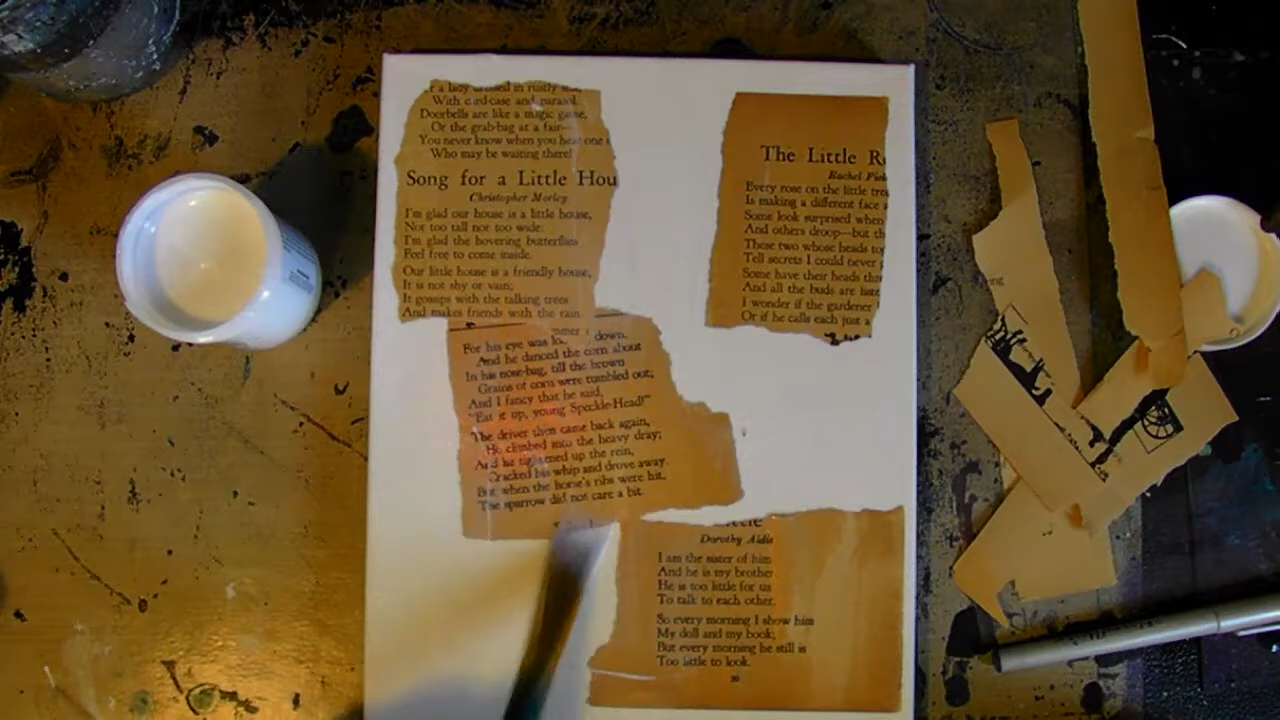 a lady dressed in rustly
With card-case and parasol.
Doorbells are like a magic game,
Or the grab-bag at a fair—
You never know when you hear one
Who may be waiting there!
Song for a Little Hou
Christopher Morley
I'm glad our house is a little house,
Not too tall nor too wide:
I'm glad the hovering butterflies
Feel free to come inside.
Our little house is a friendly house,
It is not shy or vain;
It gossips with the talking trees
And makes friends with the rain
The Little R
Rachel Fie
Every rose on the little tre
Is making a different face
Some look surprised when
And others droop—but th
These two whose heads to
Tell secrets I could never
Some have their heads thr
And all the buds are liste
I wonder if the gardener
Or if he calls each just a
mmer down.
For his eye was
And he danced the corn about
In his nose-bag, till the brown
Grains of corn were tumbled out;
And I fancy that he said,
"Eat it up, young Speckle-Head!"
The driver then came back again,
He climbed into the heavy dray;
And he tightened up the rein,
Cracked his whip and drove away.
But when the horse's ribs were hit,
The sparrow did not care a bit.
Little
Dorothy Aldis
I am the sister of him
And he is my brother
He is too little for us
To talk to each other.
So every morning I show him
My doll and my book;
But every morning he still is
Too little to look.
ing